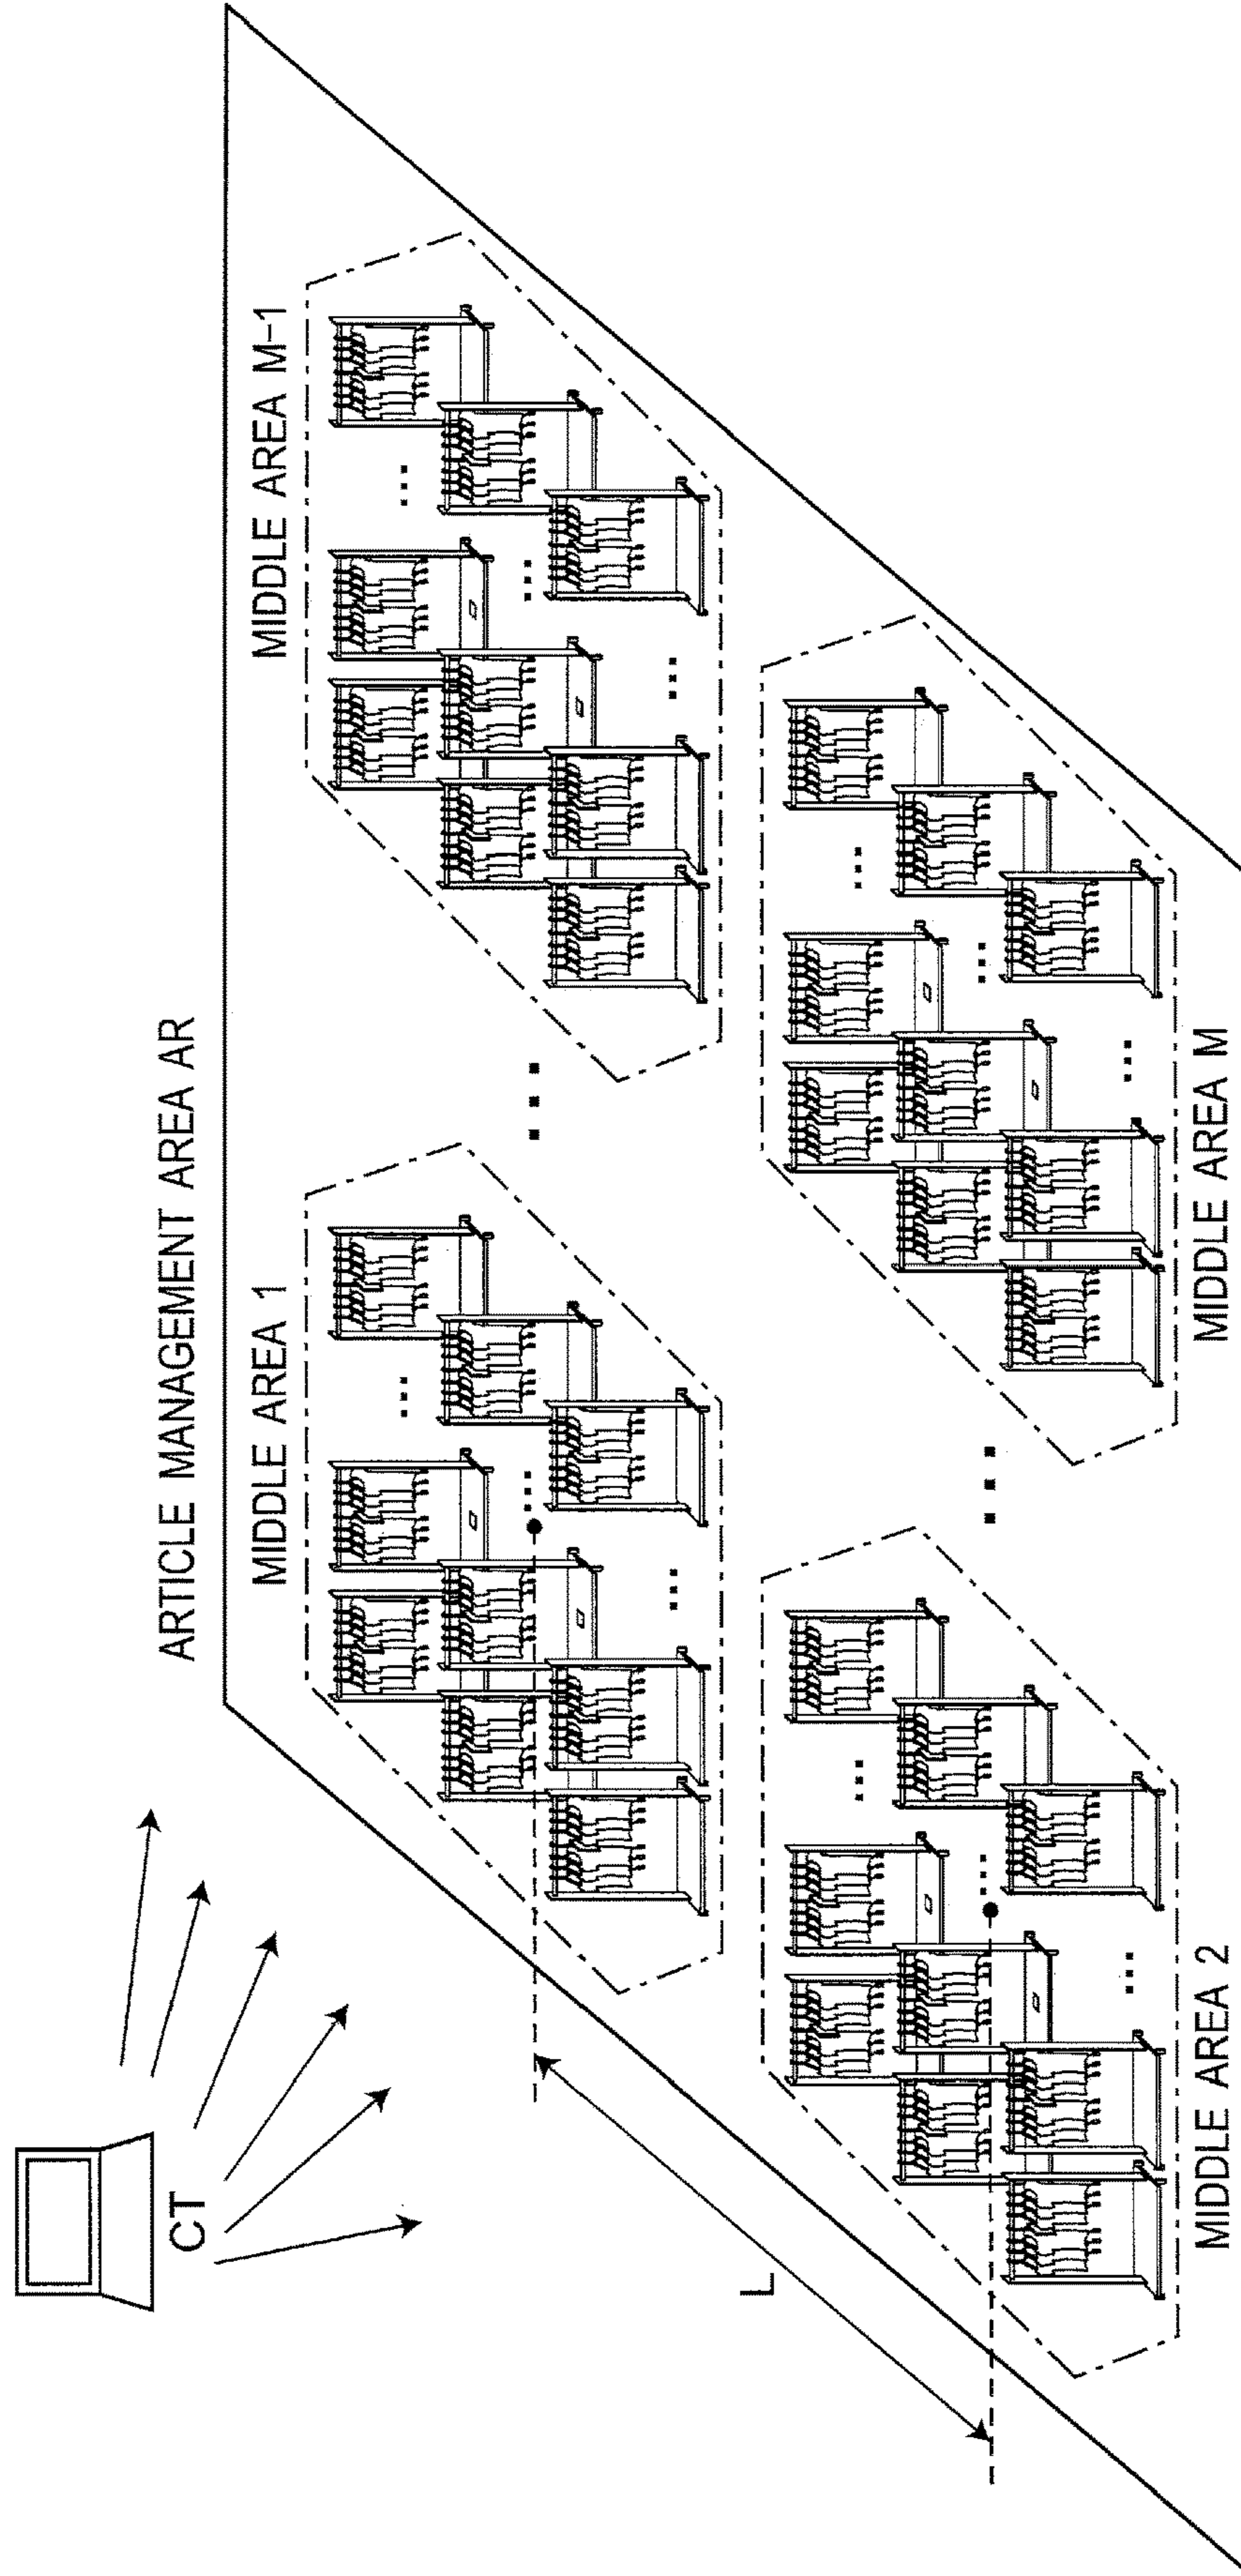 ARTICLE MANAGEMENT AREA AR
CT
MIDDLE AREA 1
MIDDLE AREA M-1
L
MIDDLE AREA 2
MIDDLE AREA M